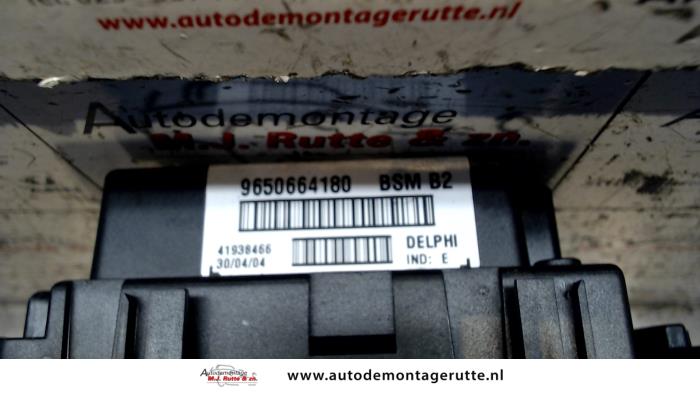 www.autodemontagerutte.nl
Autodemontage
M.J. Rutte & zn.
9650664180 BSM B2
41938466 DELPHI
30/04/04 IND: E
Autodemontage
M.J. Rutte & zn.
www.autodemontagerutte.nl